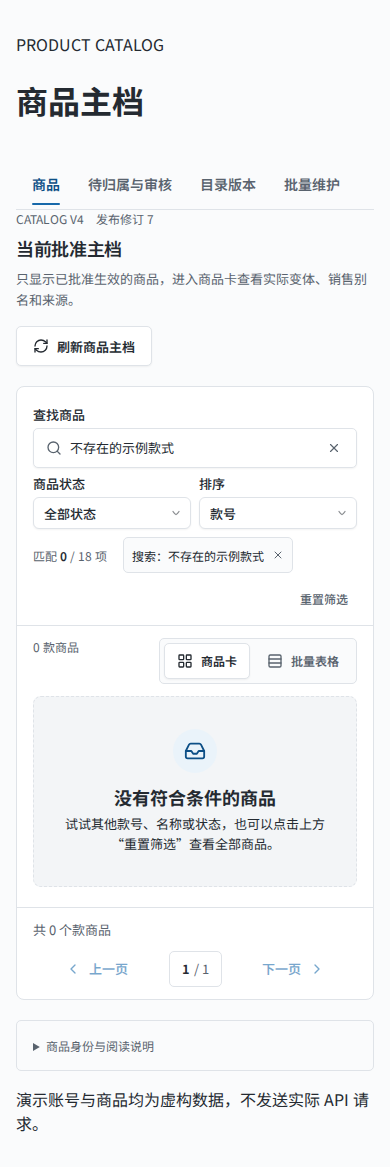 PRODUCT CATALOG
商品主档
商品 待归属与审核 目录版本 批量维护
CATALOG V4 发布修订 7
当前批准主档
只显示已批准生效的商品，进入商品卡查看实际变体、销售别
名和来源。
刷新商品主档
查找商品
不存在的示例款式
商品状态 排序
全部状态 款号
匹配 0 / 18 项 搜索：不存在的示例款式
重置筛选
0 款商品 商品卡 批量表格
没有符合条件的商品
试试其他款号、名称或状态，也可以点击上方
“重置筛选”查看全部商品。
共 0 个款商品
上一页 1 / 1 下一页
商品身份与阅读说明
演示账号与商品均为虚构数据，不发送实际 API 请
求。